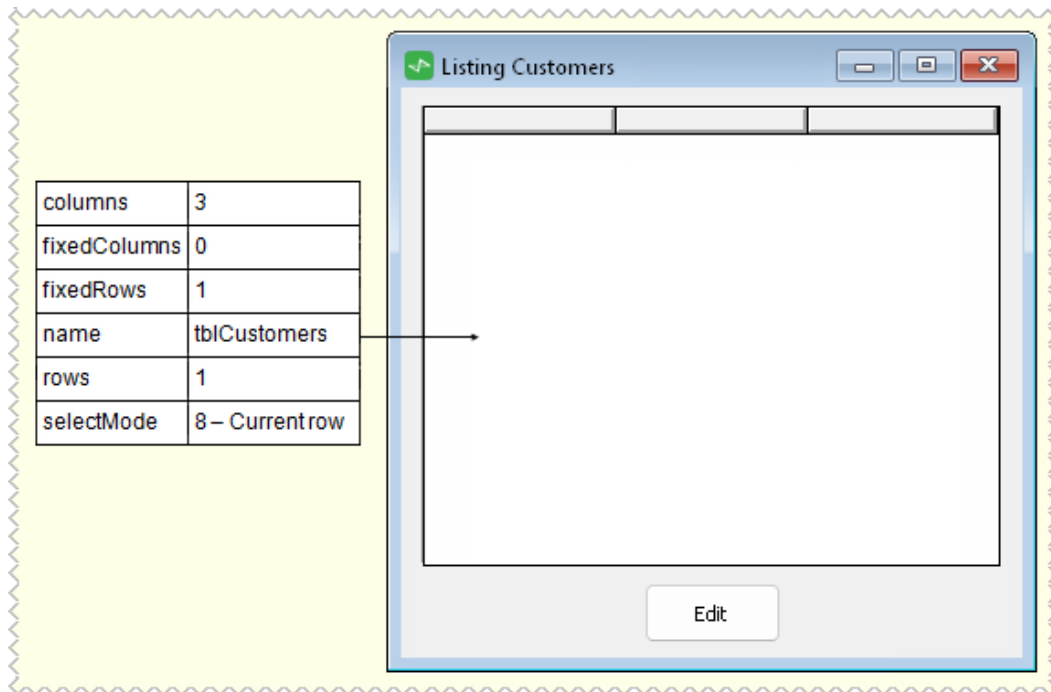 Listing Customers
columns 3
fixedColumns 0
fixedRows 1
name tblCustomers
rows 1
selectMode 8 – Current row
Edit